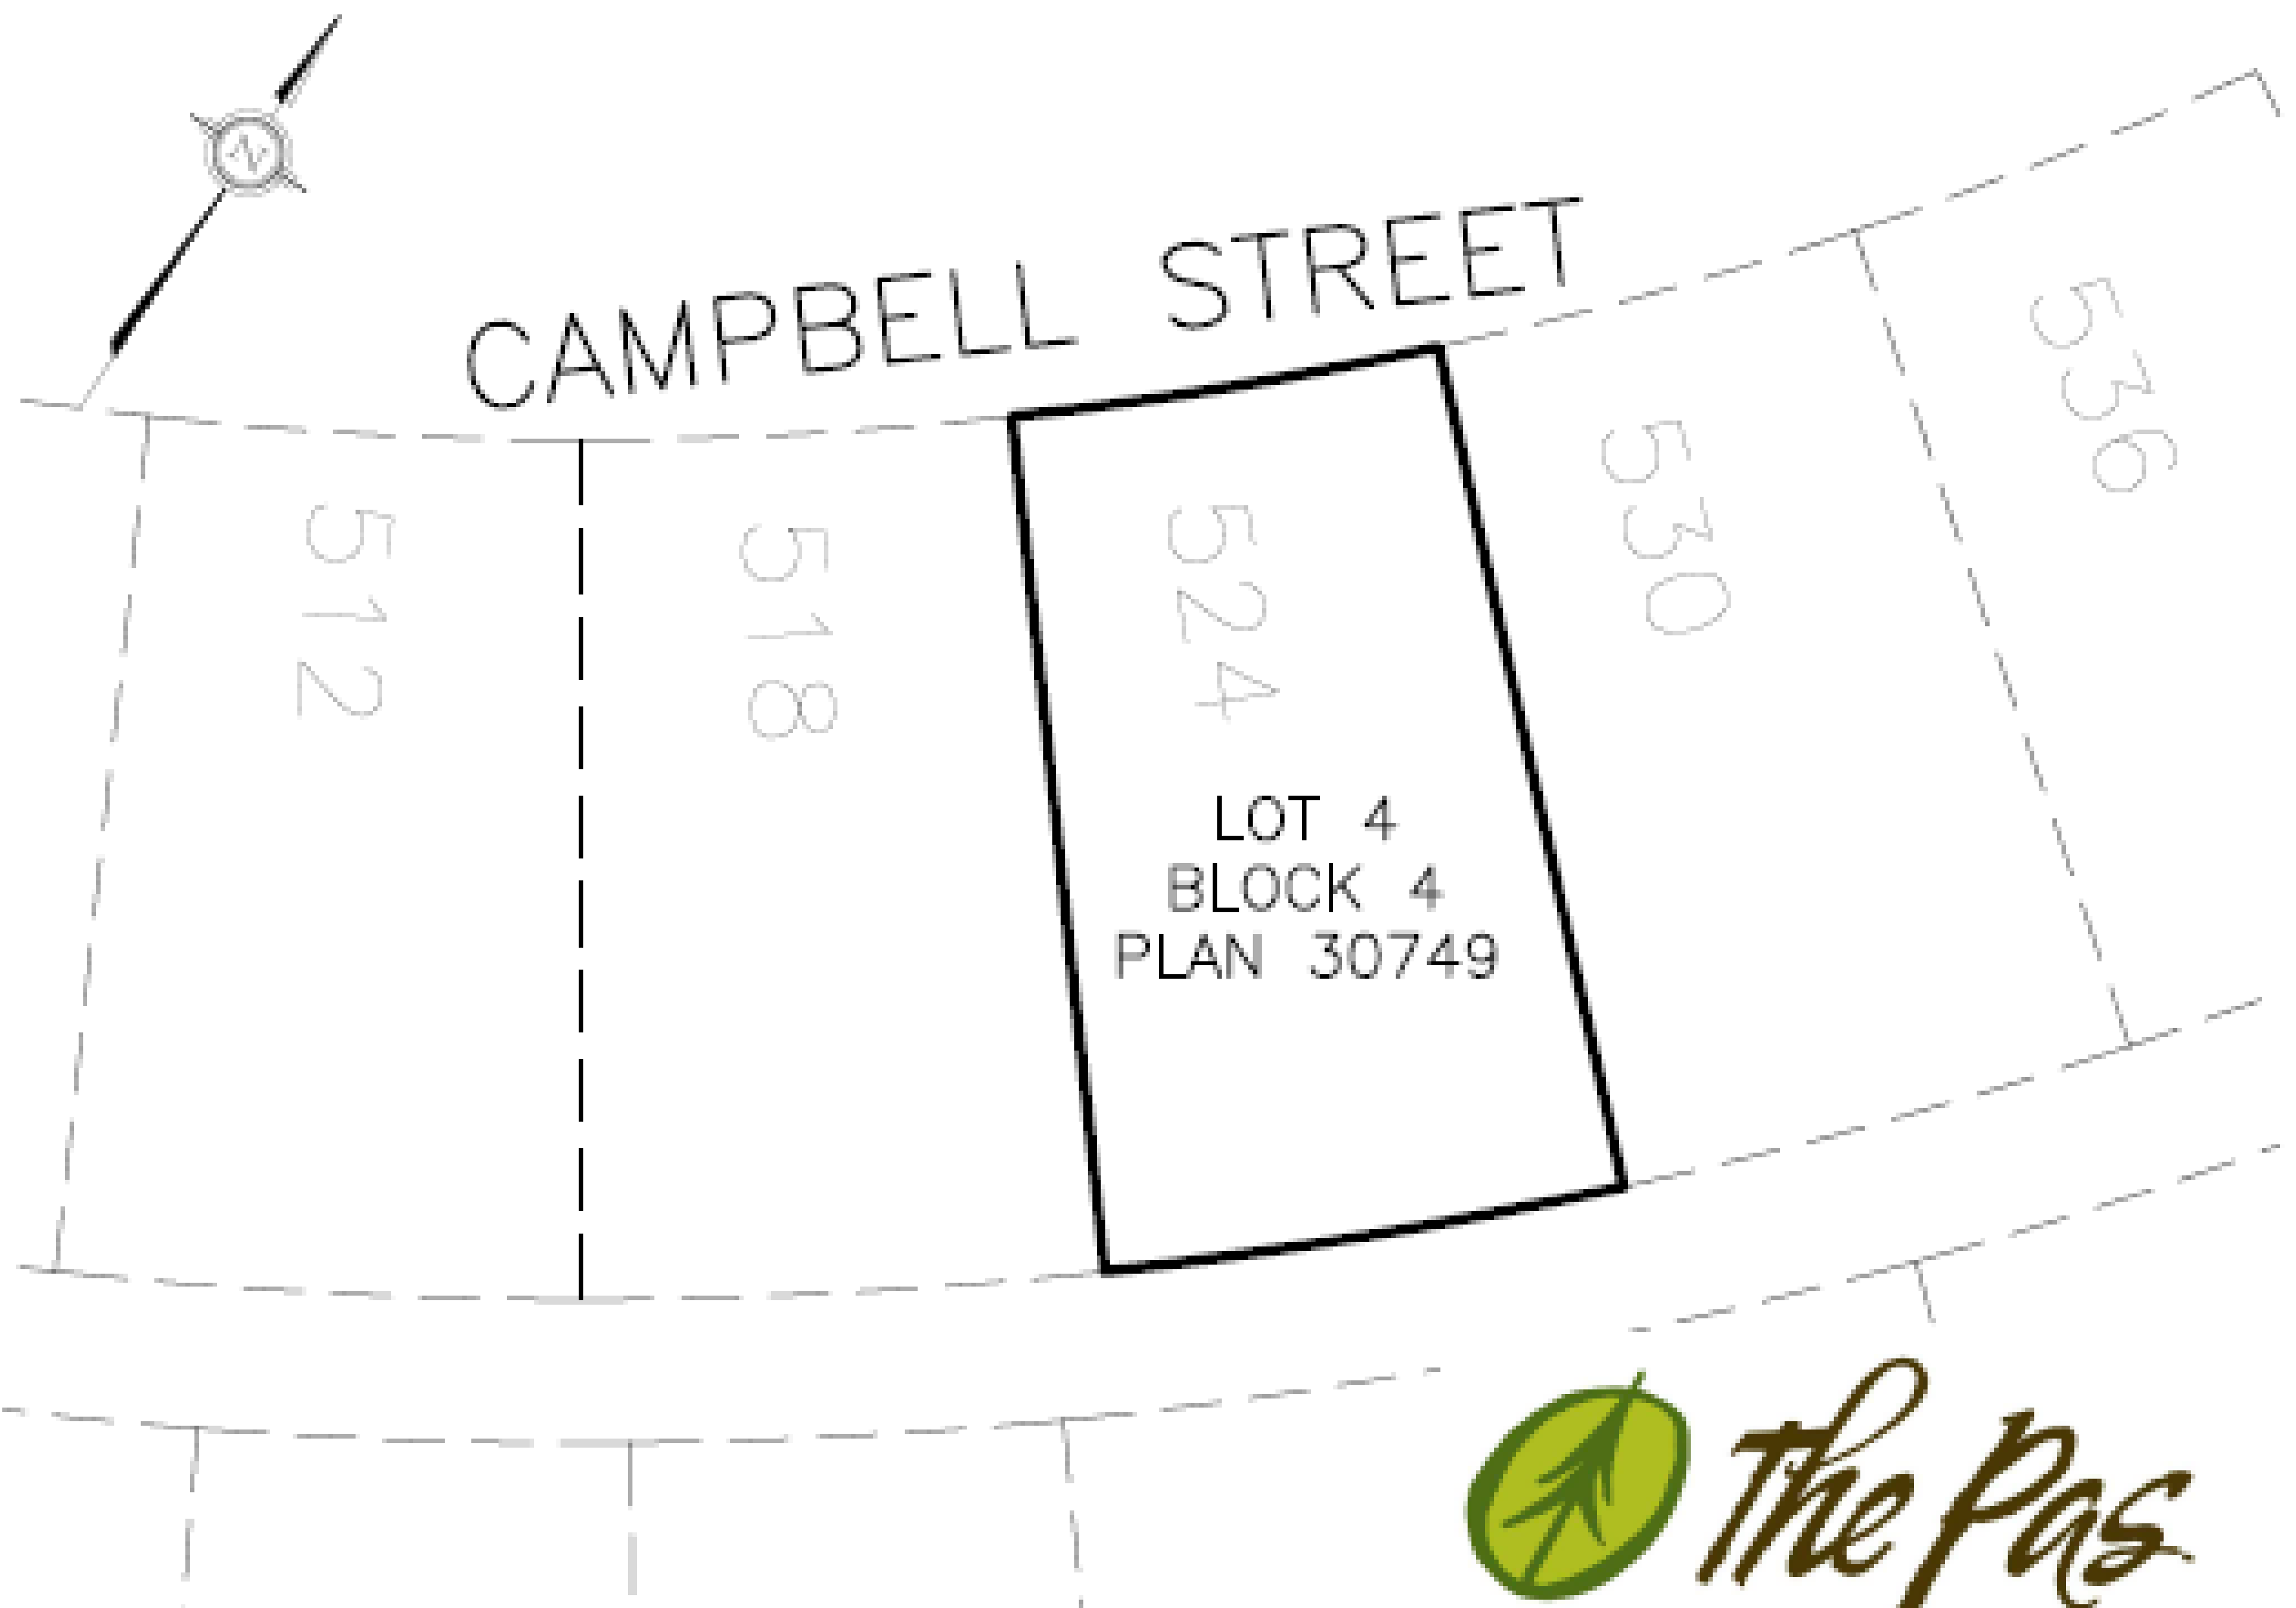 N
CAMPBELL STREET
512
518
524
530
536
LOT 4
BLOCK 4
PLAN 30749
The Pas